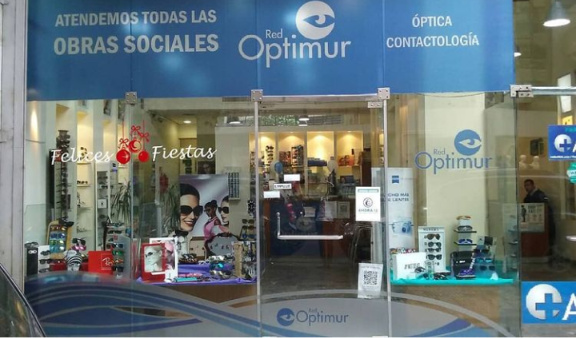 ATENDEMOS TODAS LAS
OBRAS SOCIALES
Red
Optimur
ÓPTICA
CONTACTOLOGÍA
Felices Fiestas
Red
Optimur
Red
Optimur
A
A